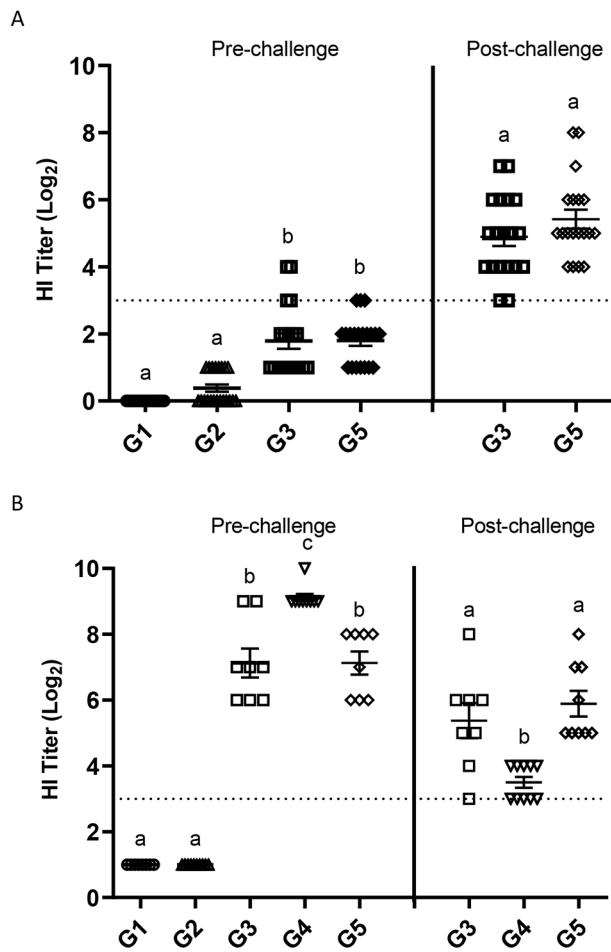 A
Pre-challenge
Post-challenge
HI Titer (Log2)
10
8
6
4
2
0
a
a
b
b
a
a
G1
G2
G3
G5
G3
G5
B
Pre-challenge
Post-challenge
HI Titer (Log2)
10
8
6
4
2
0
a
a
b
c
b
a
b
a
G1
G2
G3
G4
G5
G3
G4
G5